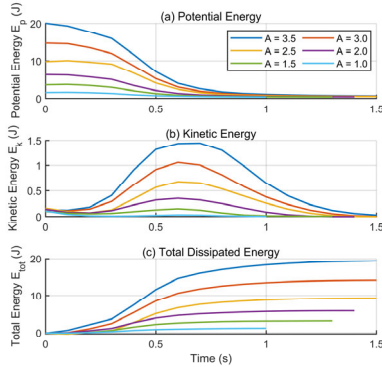 (a) Potential Energy
Potential Energy E_p (J)
20
15
10
5
0
A = 3.5
A = 3.0
A = 2.5
A = 2.0
A = 1.5
A = 1.0
0
0.5
1
1.5
(b) Kinetic Energy
Kinetic Energy E_k (J)
1.5
1
0.5
0
0
0.5
1
1.5
(c) Total Dissipated Energy
Total Energy E_tot (J)
20
10
0
0
0.5
1
1.5
Time (s)